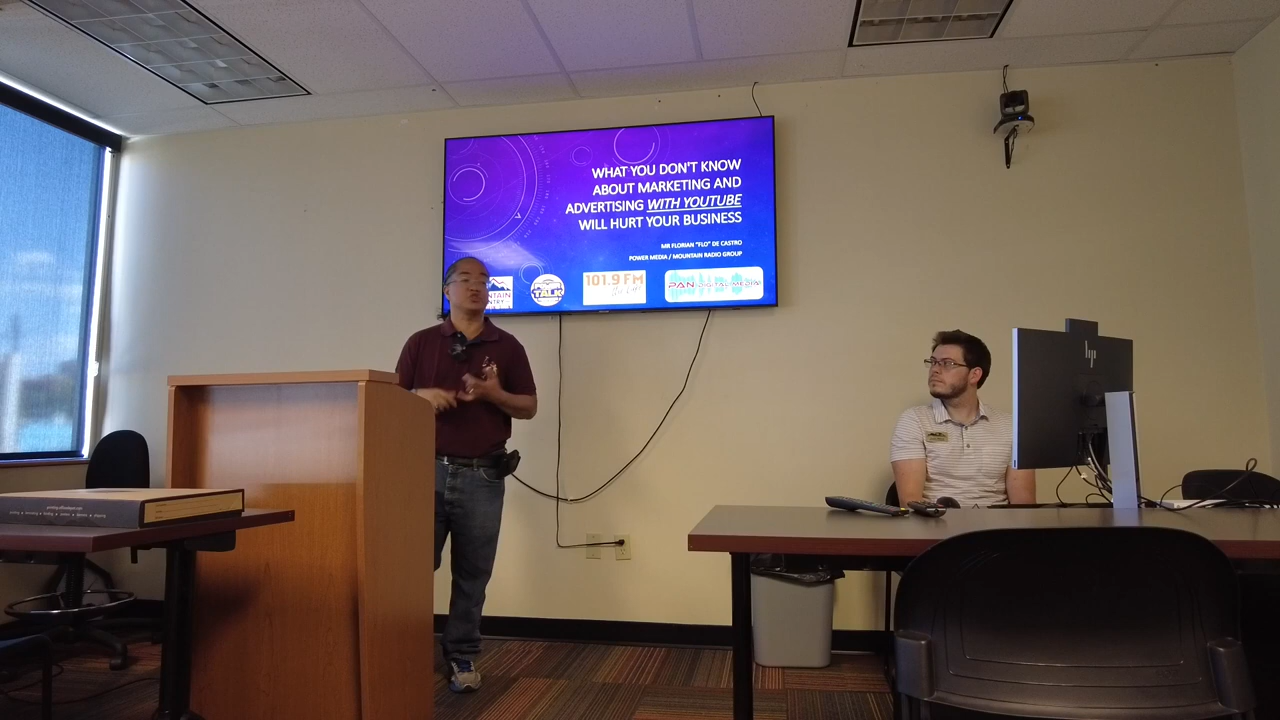 WHAT YOU DON'T KNOW
ABOUT MARKETING AND
ADVERTISING WITH YOUTUBE
WILL HURT YOUR BUSINESS
MR FLORIAN "FLO" DE CASTRO
POWER MEDIA / MOUNTAIN RADIO GROUP
TALK
101.9 FM
PAN DIGITAL MEDIA
hp